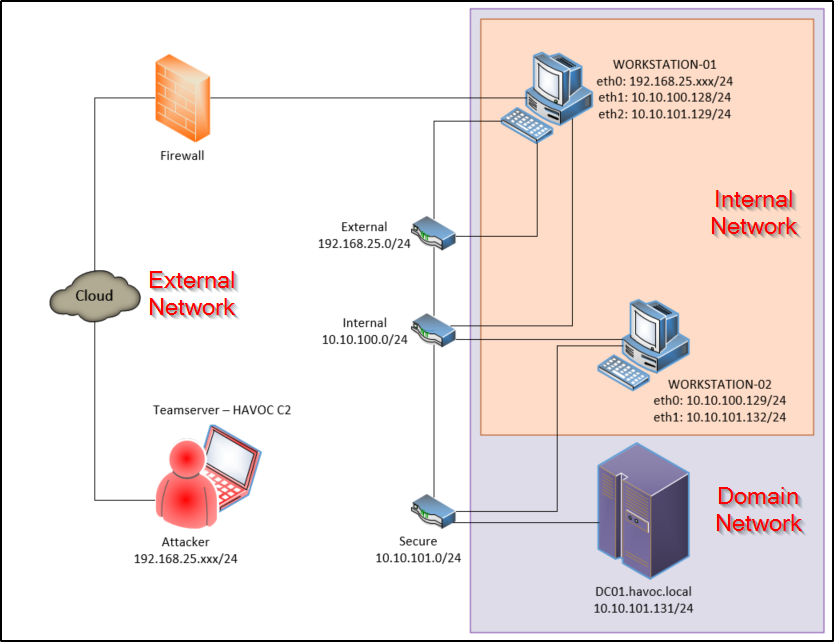 WORKSTATION-01
eth0: 192.168.25.xxx/24
eth1: 10.10.100.128/24
eth2: 10.10.101.129/24
Firewall
Internal
Network
External
192.168.25.0/24
Cloud
External
Network
Internal
10.10.100.0/24
WORKSTATION-02
eth0: 10.10.100.129/24
eth1: 10.10.101.132/24
Teamserver – HAVOC C2
Attacker
192.168.25.xxx/24
Secure
10.10.101.0/24
Domain
Network
DC01.havoc.local
10.10.101.131/24